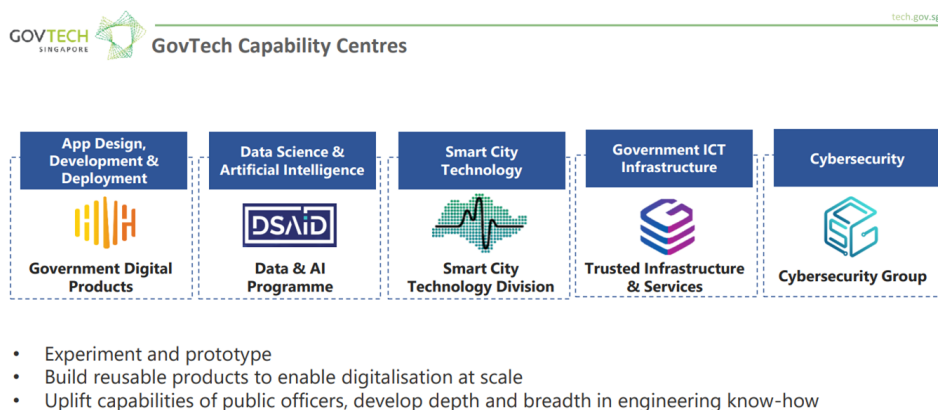 tech.gov.s
GOVTECH
SINGAPORE
GovTech Capability Centres
App Design,
Development &
Deployment
Government Digital
Products
Data Science &
Artificial Intelligence
DSAID
Data & AI
Programme
Smart City
Technology
Smart City
Technology Division
Government ICT
Infrastructure
Trusted Infrastructure
& Services
Cybersecurity
Cybersecurity Group
• Experiment and prototype
• Build reusable products to enable digitalisation at scale
• Uplift capabilities of public officers, develop depth and breadth in engineering know-how